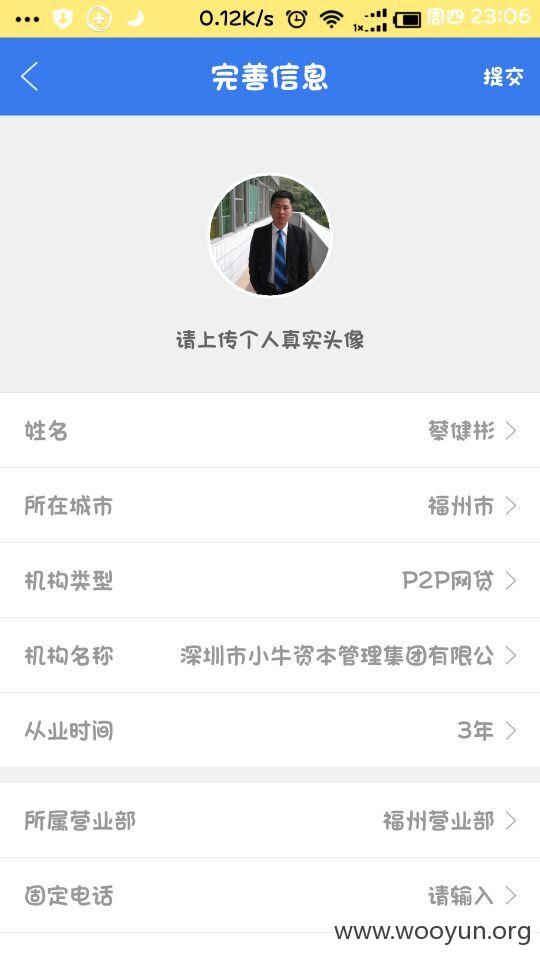 0.12K/s 1x 周四 23:06
完善信息 提交
请上传个人真实头像
姓名 蔡健彬
所在城市 福州市
机构类型 P2P网贷
机构名称 深圳市小牛资本管理集团有限公
从业时间 3年
所属营业部 福州营业部
固定电话 请输入
www.wooyun.org